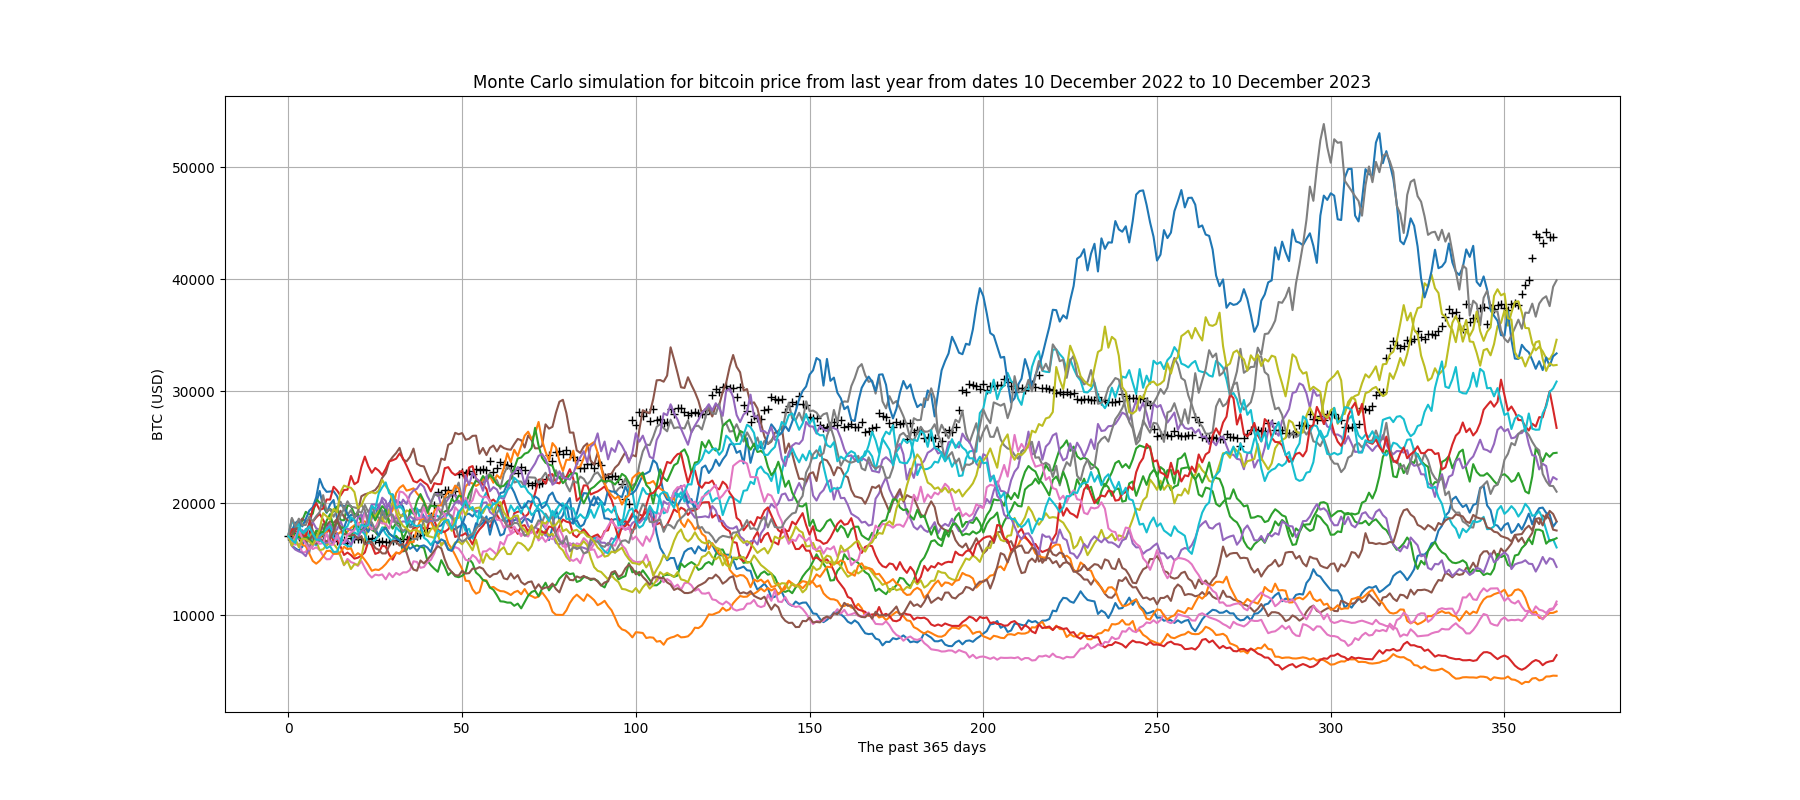 Monte Carlo simulation for bitcoin price from last year from dates 10 December 2022 to 10 December 2023
50000
40000
30000
20000
10000
BTC (USD)
0 50 100 150 200 250 300 350
The past 365 days